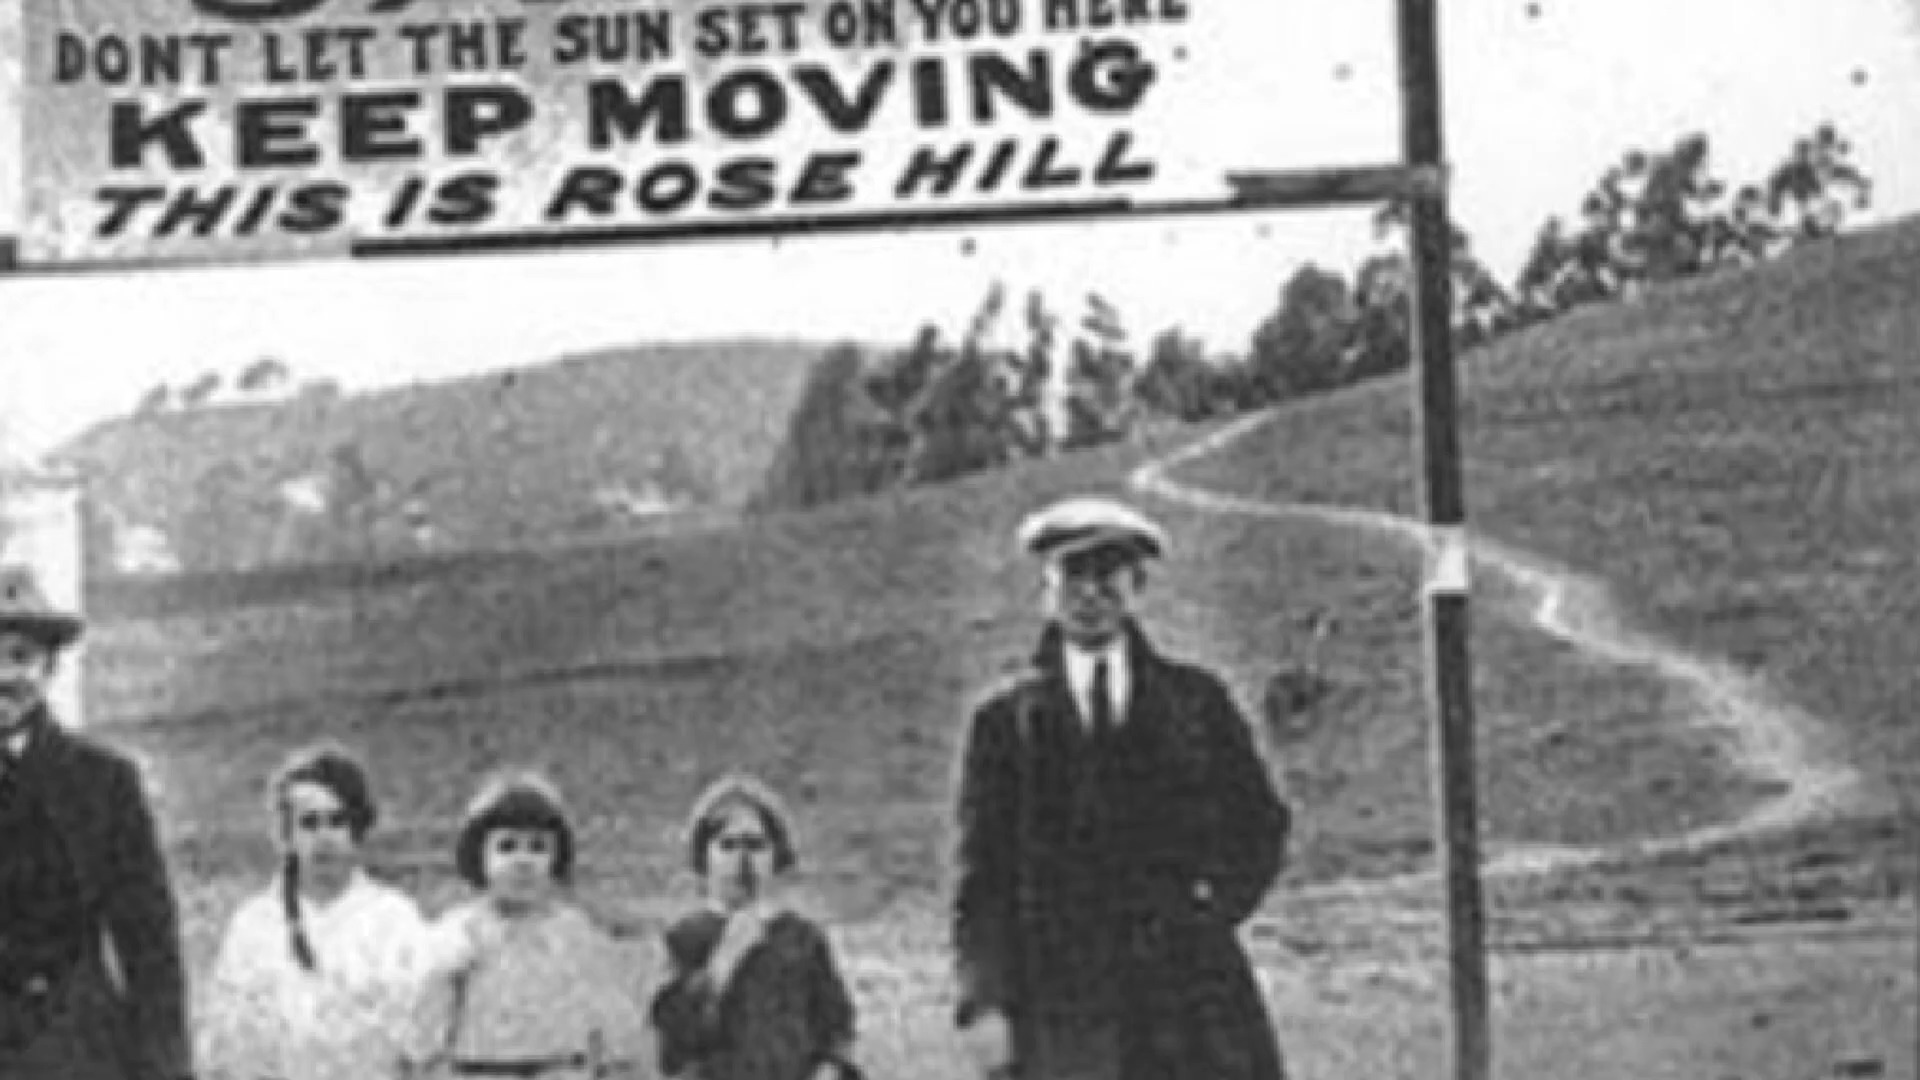 DONT LET THE SUN SET ON YOU HERE
KEEP MOVING
THIS IS ROSE HILL